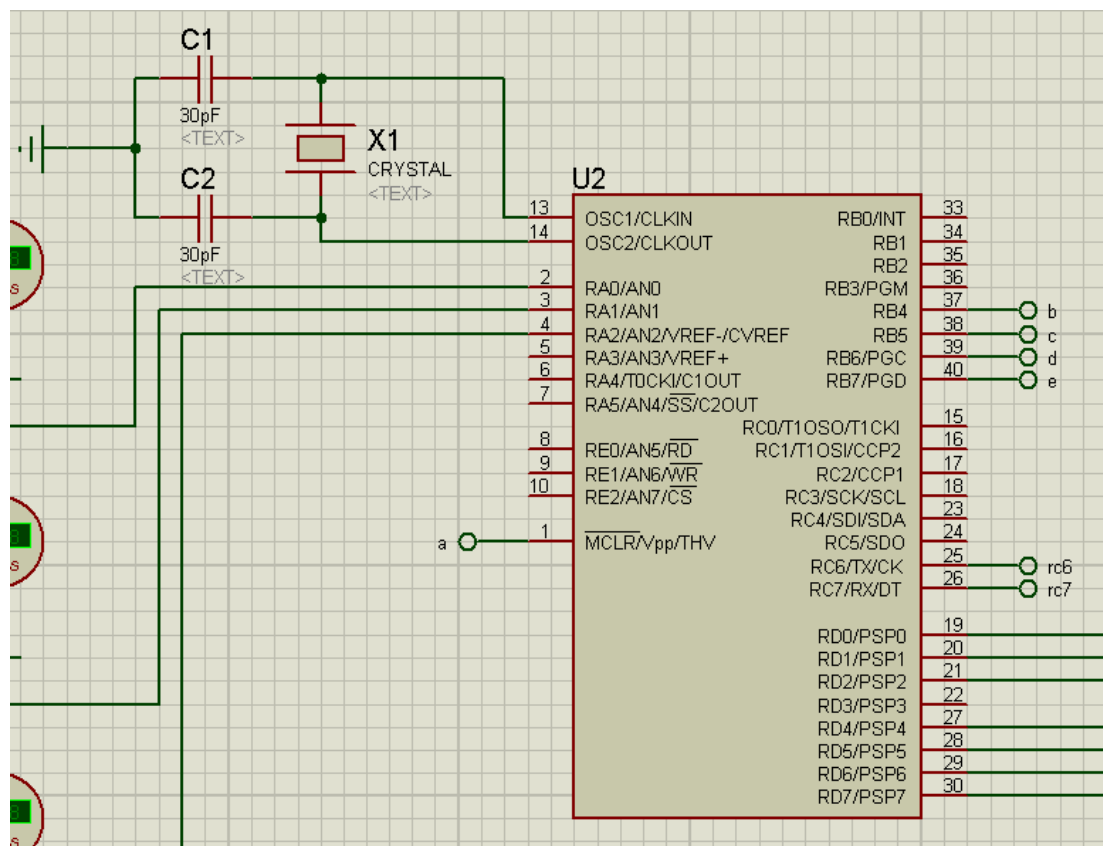 C1
30pF
<TEXT>
X1
CRYSTAL
<TEXT>
C2
30pF
<TEXT>
U2
13 OSC1/CLKIN
14 OSC2/CLKOUT
2 RA0/AN0
3 RA1/AN1
4 RA2/AN2/VREF-/CVREF
5 RA3/AN3/VREF+
6 RA4/T0CKI/C1OUT
7 RA5/AN4/SS/C2OUT
8 RE0/AN5/RD
9 RE1/AN6/WR
10 RE2/AN7/CS
a 1 MCLR/Vpp/THV
RB0/INT 33
RB1 34
RB2 35
RB3/PGM 36
RB4 37 b
RB5 38 c
RB6/PGC 39 d
RB7/PGD 40 e
RC0/T1OSO/T1CKI 15
RC1/T1OSI/CCP2 16
RC2/CCP1 17
RC3/SCK/SCL 18
RC4/SDI/SDA 23
RC5/SDO 24
RC6/TX/CK 25 rc6
RC7/RX/DT 26 rc7
RD0/PSP0 19
RD1/PSP1 20
RD2/PSP2 21
RD3/PSP3 22
RD4/PSP4 27
RD5/PSP5 28
RD6/PSP6 29
RD7/PSP7 30